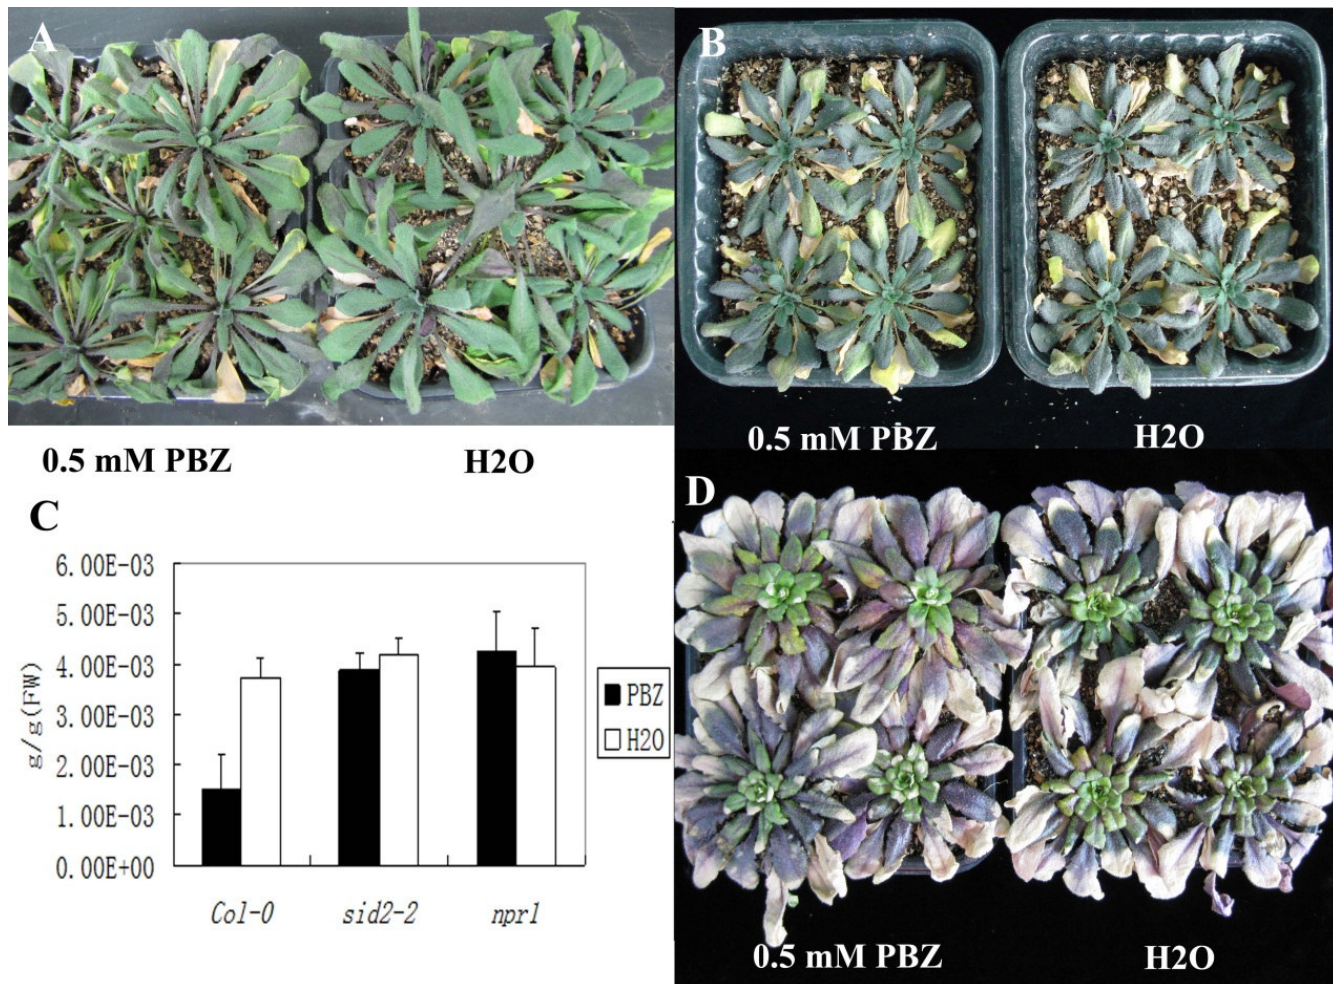 A
B
0.5 mM PBZ
H2O
0.5 mM PBZ
H2O
C
6.00E-03
5.00E-03
4.00E-03
3.00E-03
2.00E-03
1.00E-03
0.00E+00
g/g(FW)
PBZ
H2O
Col-0
sid2-2
npr1
D
0.5 mM PBZ
H2O